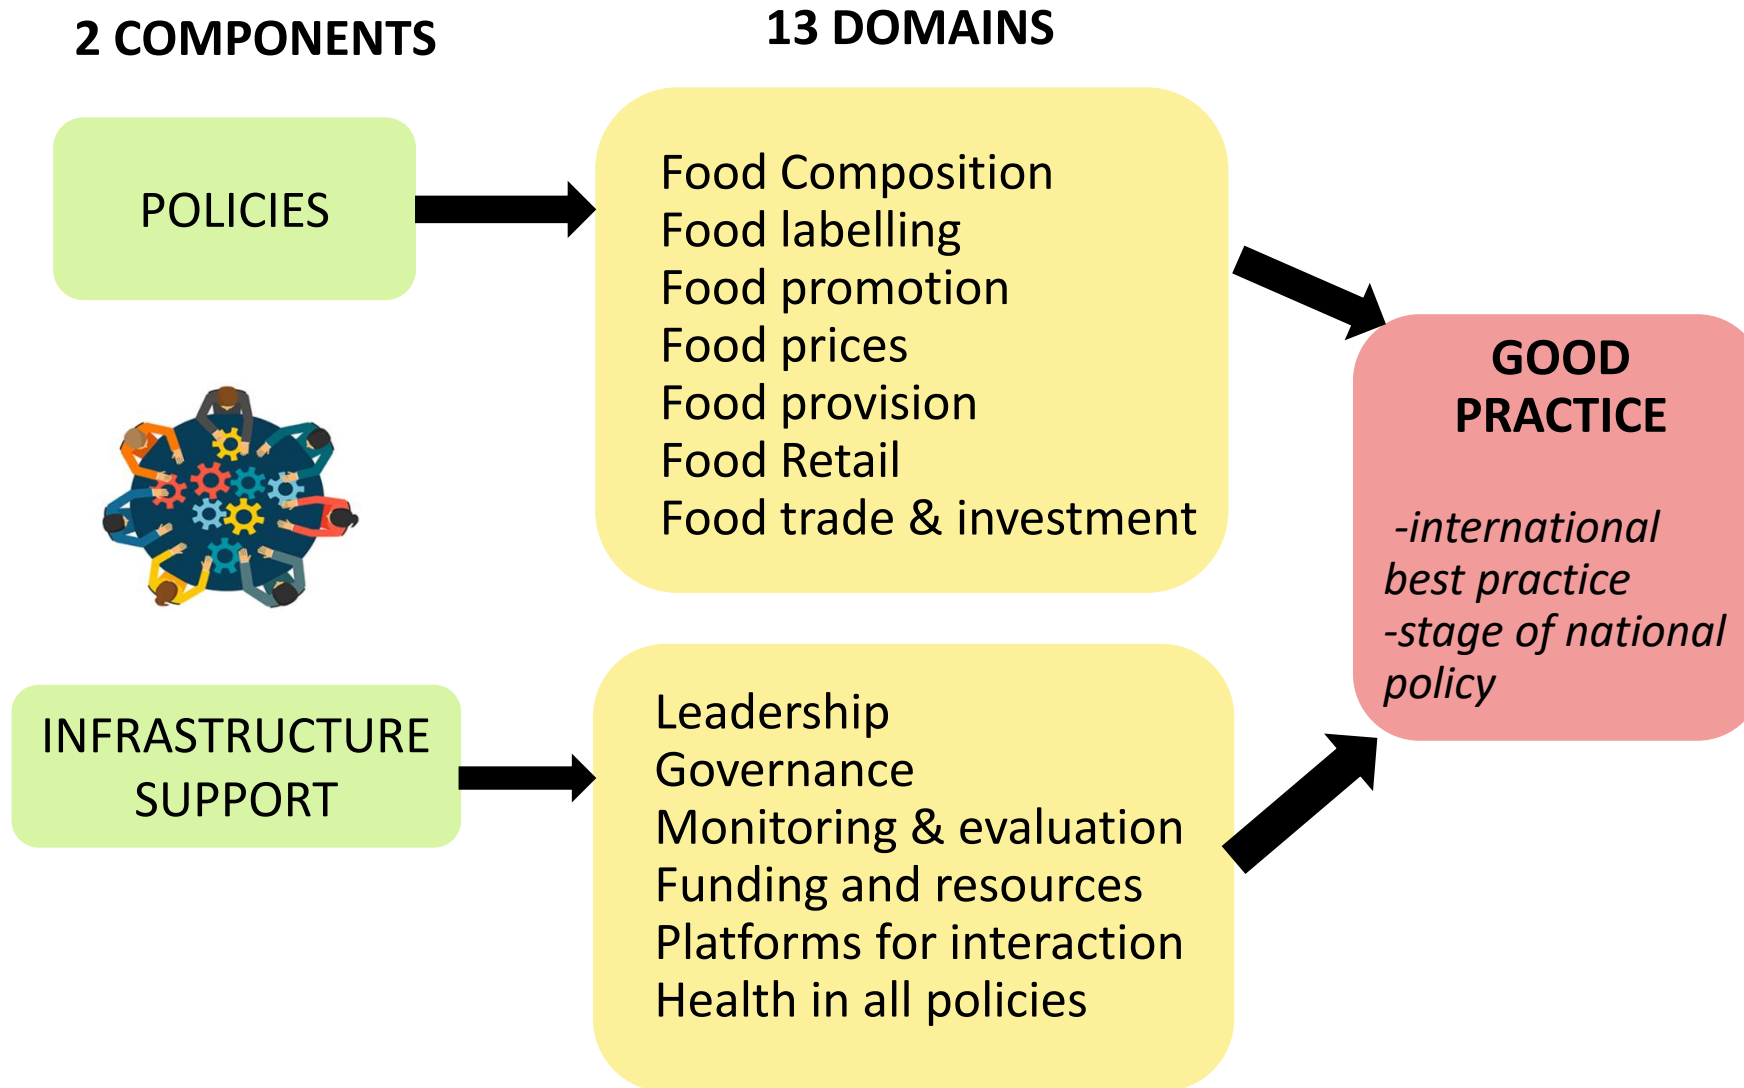 2 COMPONENTS
13 DOMAINS
POLICIES
Food Composition
Food labelling
Food promotion
Food prices
Food provision
Food Retail
Food trade & investment
INFRASTRUCTURE
SUPPORT
Leadership
Governance
Monitoring & evaluation
Funding and resources
Platforms for interaction
Health in all policies
GOOD
PRACTICE
-international
best practice
-stage of national
policy